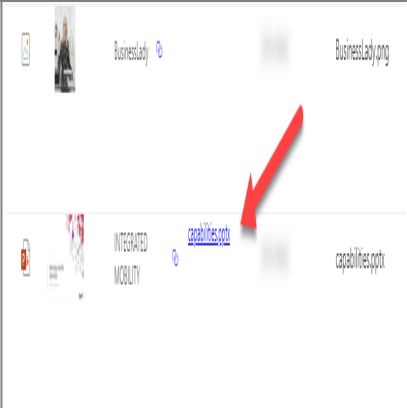 BusinessLady
BusinessLady.png
INTEGRATED
MOBILITY
capabilities.pptx
capabilities.pptx